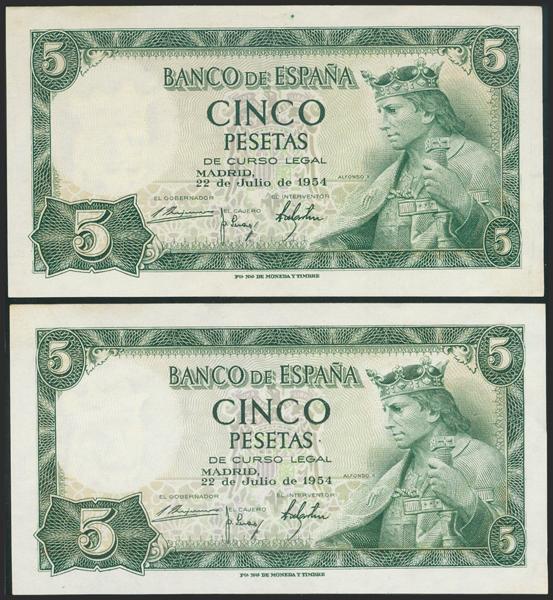 5 5
BANCO DE ESPAÑA
CINCO
PESETAS
DE CURSO LEGAL
MADRID,
22 de Julio de 1954
ALFONSO X
EL GOBERNADOR EL INTERVENTOR
EL CAJERO
5 5
FCA. NAL. DE MONEDA Y TIMBRE
5 5
BANCO DE ESPAÑA
CINCO
PESETAS
DE CURSO LEGAL
MADRID,
22 de Julio de 1954
ALFONSO X
EL GOBERNADOR EL INTERVENTOR
EL CAJERO
5 5
FCA. NAL. DE MONEDA Y TIMBRE